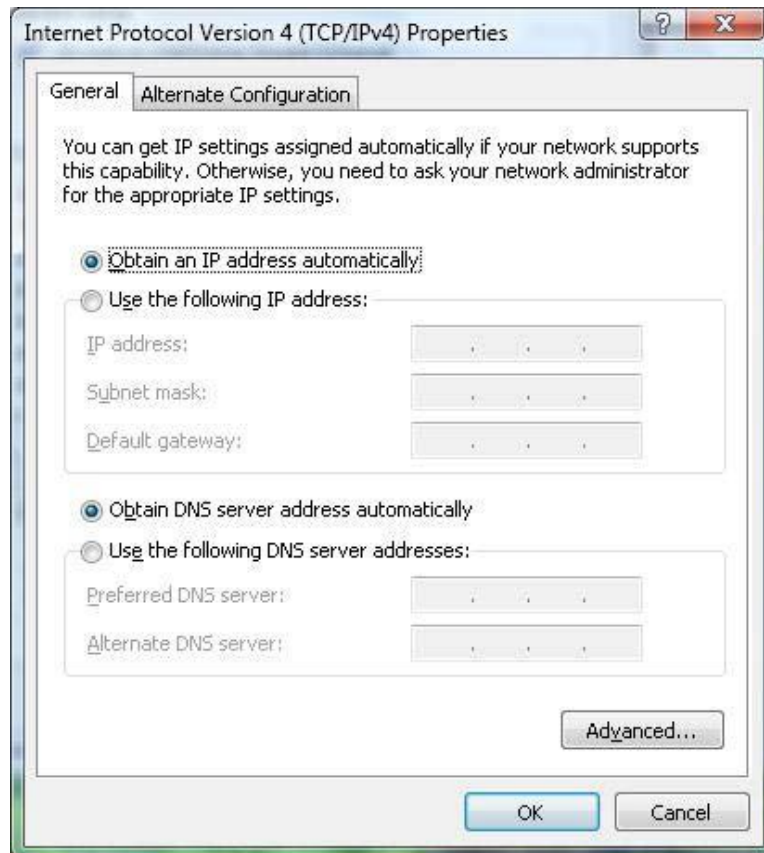 Internet Protocol Version 4 (TCP/IPv4) Properties
?
General
Alternate Configuration
You can get IP settings assigned automatically if your network supports
this capability. Otherwise, you need to ask your network administrator
for the appropriate IP settings.
Obtain an IP address automatically
Use the following IP address:
IP address:
Subnet mask:
Default gateway:
Obtain DNS server address automatically
Use the following DNS server addresses:
Preferred DNS server:
Alternate DNS server:
Advanced...
OK
Cancel